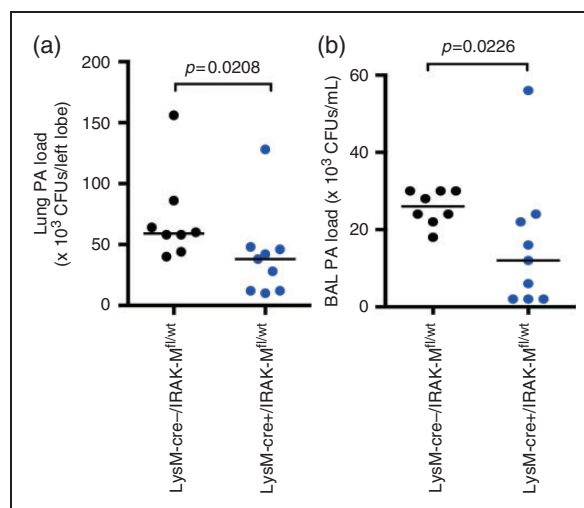 (a)
p=0.0208
Lung PA load
(x 10³ CFUs/left lobe)
200
150
100
50
0
LysM-cre–/IRAK-Mfl/wt
LysM-cre+/IRAK-Mfl/wt
(b)
p=0.0226
BAL PA load (x 10³ CFUs/mL)
60
40
20
0
LysM-cre–/IRAK-Mfl/wt
LysM-cre+/IRAK-Mfl/wt